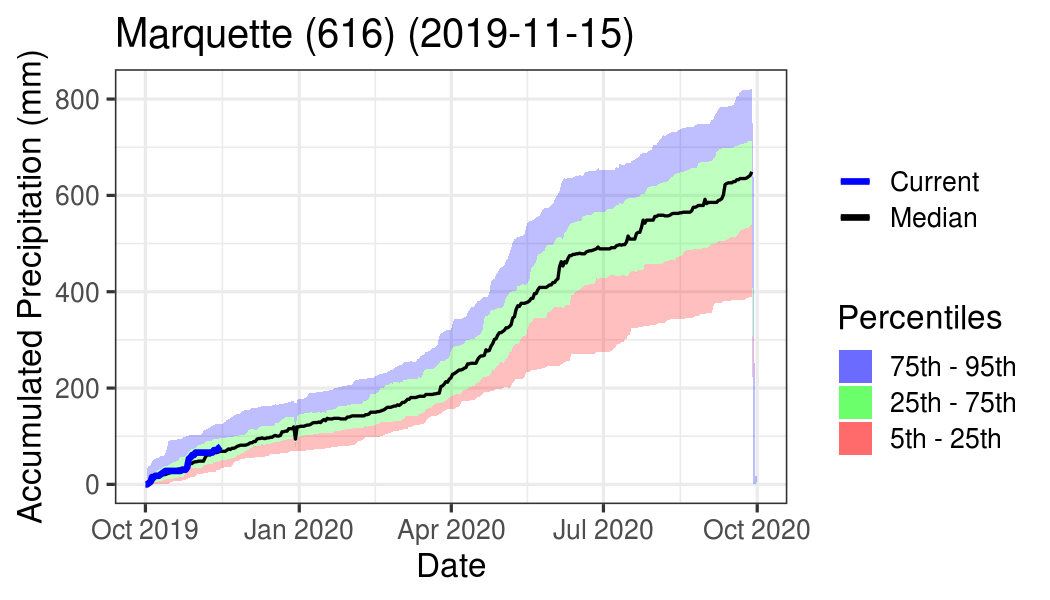 Marquette (616) (2019-11-15)
Accumulated Precipitation (mm)
800
600
400
200
0
Oct 2019
Jan 2020
Apr 2020
Jul 2020
Oct 2020
Date
Current
Median
Percentiles
75th - 95th
25th - 75th
5th - 25th